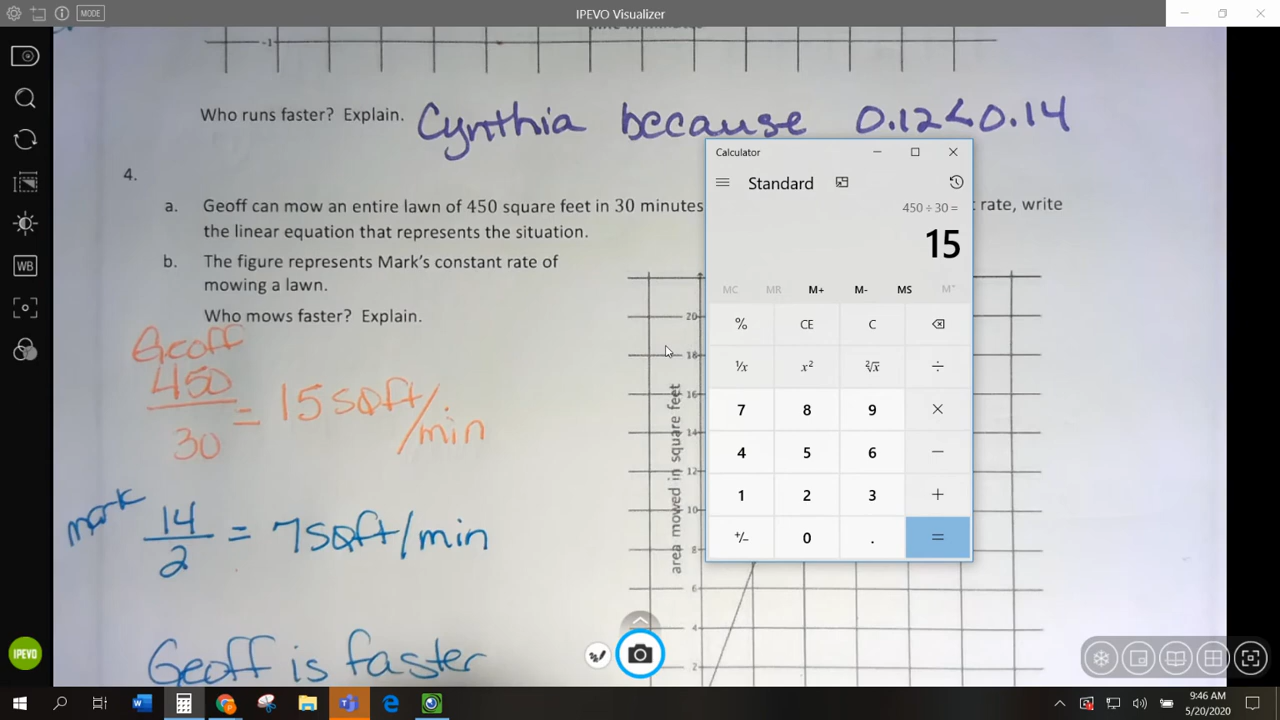 MODE
IPEVO Visualizer
-1
Who runs faster? Explain. Cynthia because 0.12<0.14
4.
a. Geoff can mow an entire lawn of 450 square feet in 30 minutes
t rate, write
the linear equation that represents the situation.
b. The figure represents Mark's constant rate of
mowing a lawn.
Who mows faster? Explain.
Geoff
450
30
= 15 sqft/min
mark
14
2
= 7sqft/min
Geoff is faster
area mowed in square feet
20
18
16
14
12
10
8
6
4
2
Calculator
Standard
450 ÷ 30 =
15
MC MR M+ M- MS M˅
% CE C
¹/x x² ²√x ÷
7 8 9 ×
4 5 6 −
1 2 3 +
+/- 0 . =
WB
IPEVO
9:46 AM
5/20/2020